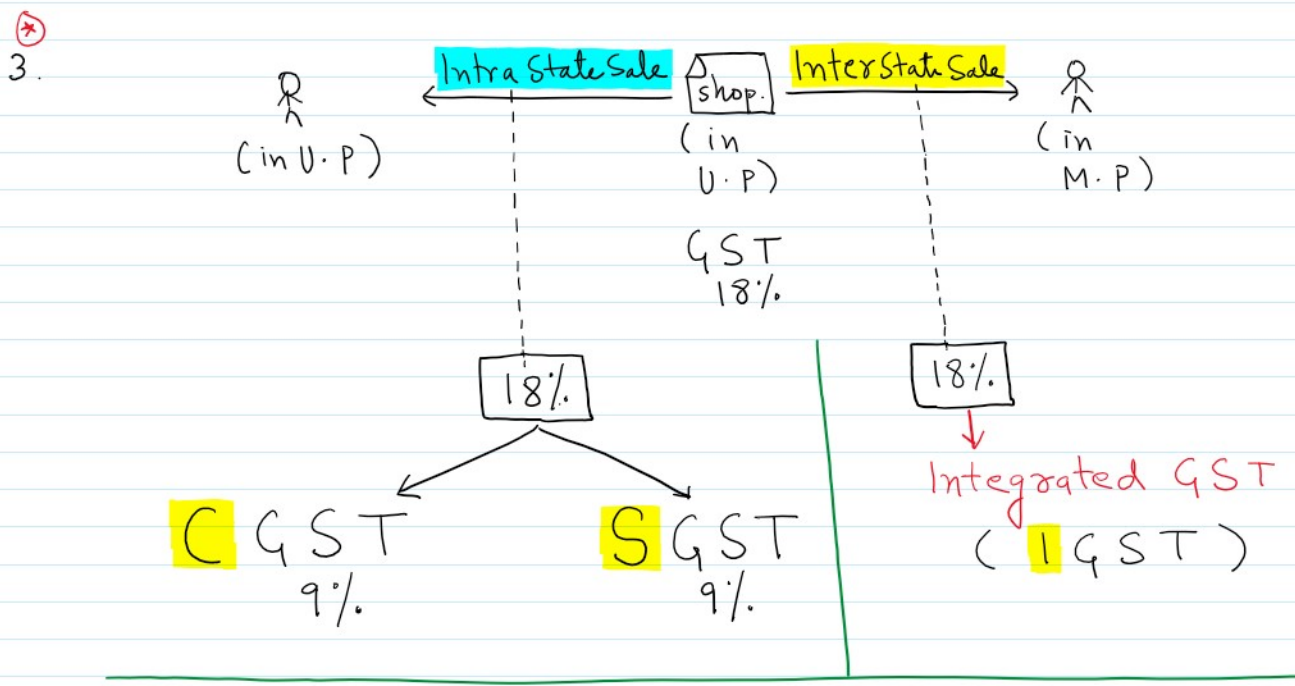 3.
Intra State Sale
shop.
Inter State Sale
(in U.P)
(in
U.P)
(in
M.P)
GST
18%.
18%.
18%.
Integrated GST
CGST
9%.
SGST
9%.
(IGST)